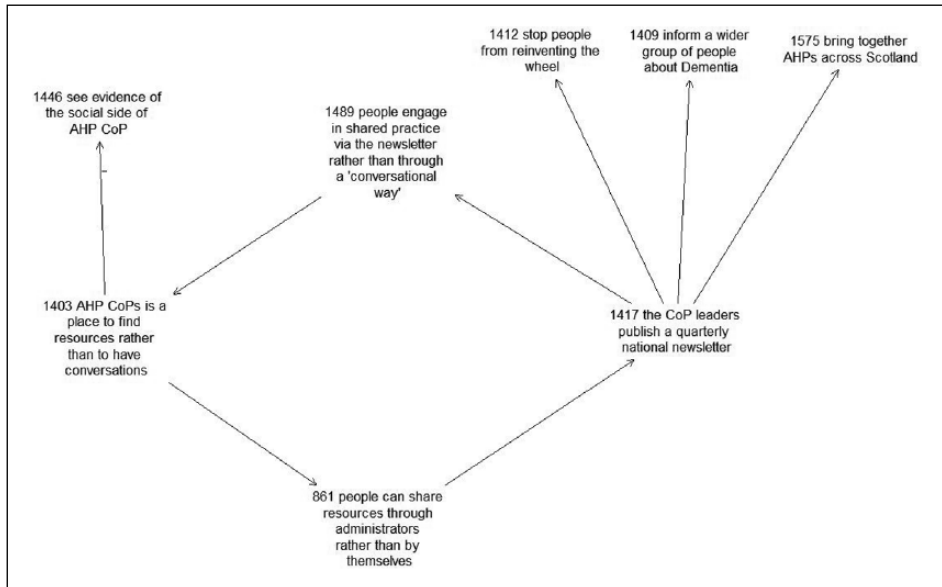 1412 stop people
from reinventing the
wheel
1409 inform a wider
group of people
about Dementia
1575 bring together
AHPs across Scotland
1446 see evidence of
the social side of
AHP CoP
1489 people engage
in shared practice
via the newsletter
rather than through
a 'conversational
way'
1403 AHP CoPs is a
place to find
resources rather
than to have
conversations
1417 the CoP leaders
publish a quarterly
national newsletter
861 people can share
resources through
administrators
rather than by
themselves